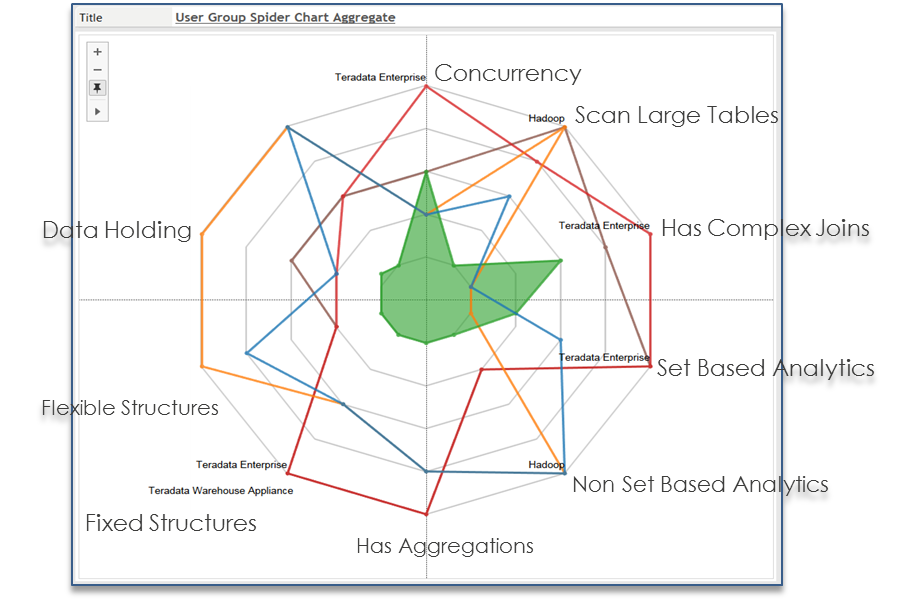 Title User Group Spider Chart Aggregate
+
−
Teradata Enterprise Concurrency
Hadoop Scan Large Tables
Teradata Enterprise Has Complex Joins
Data Holding
Teradata Enterprise Set Based Analytics
Flexible Structures
Teradata Enterprise
Hadoop
Non Set Based Analytics
Teradata Warehouse Appliance
Fixed Structures
Has Aggregations